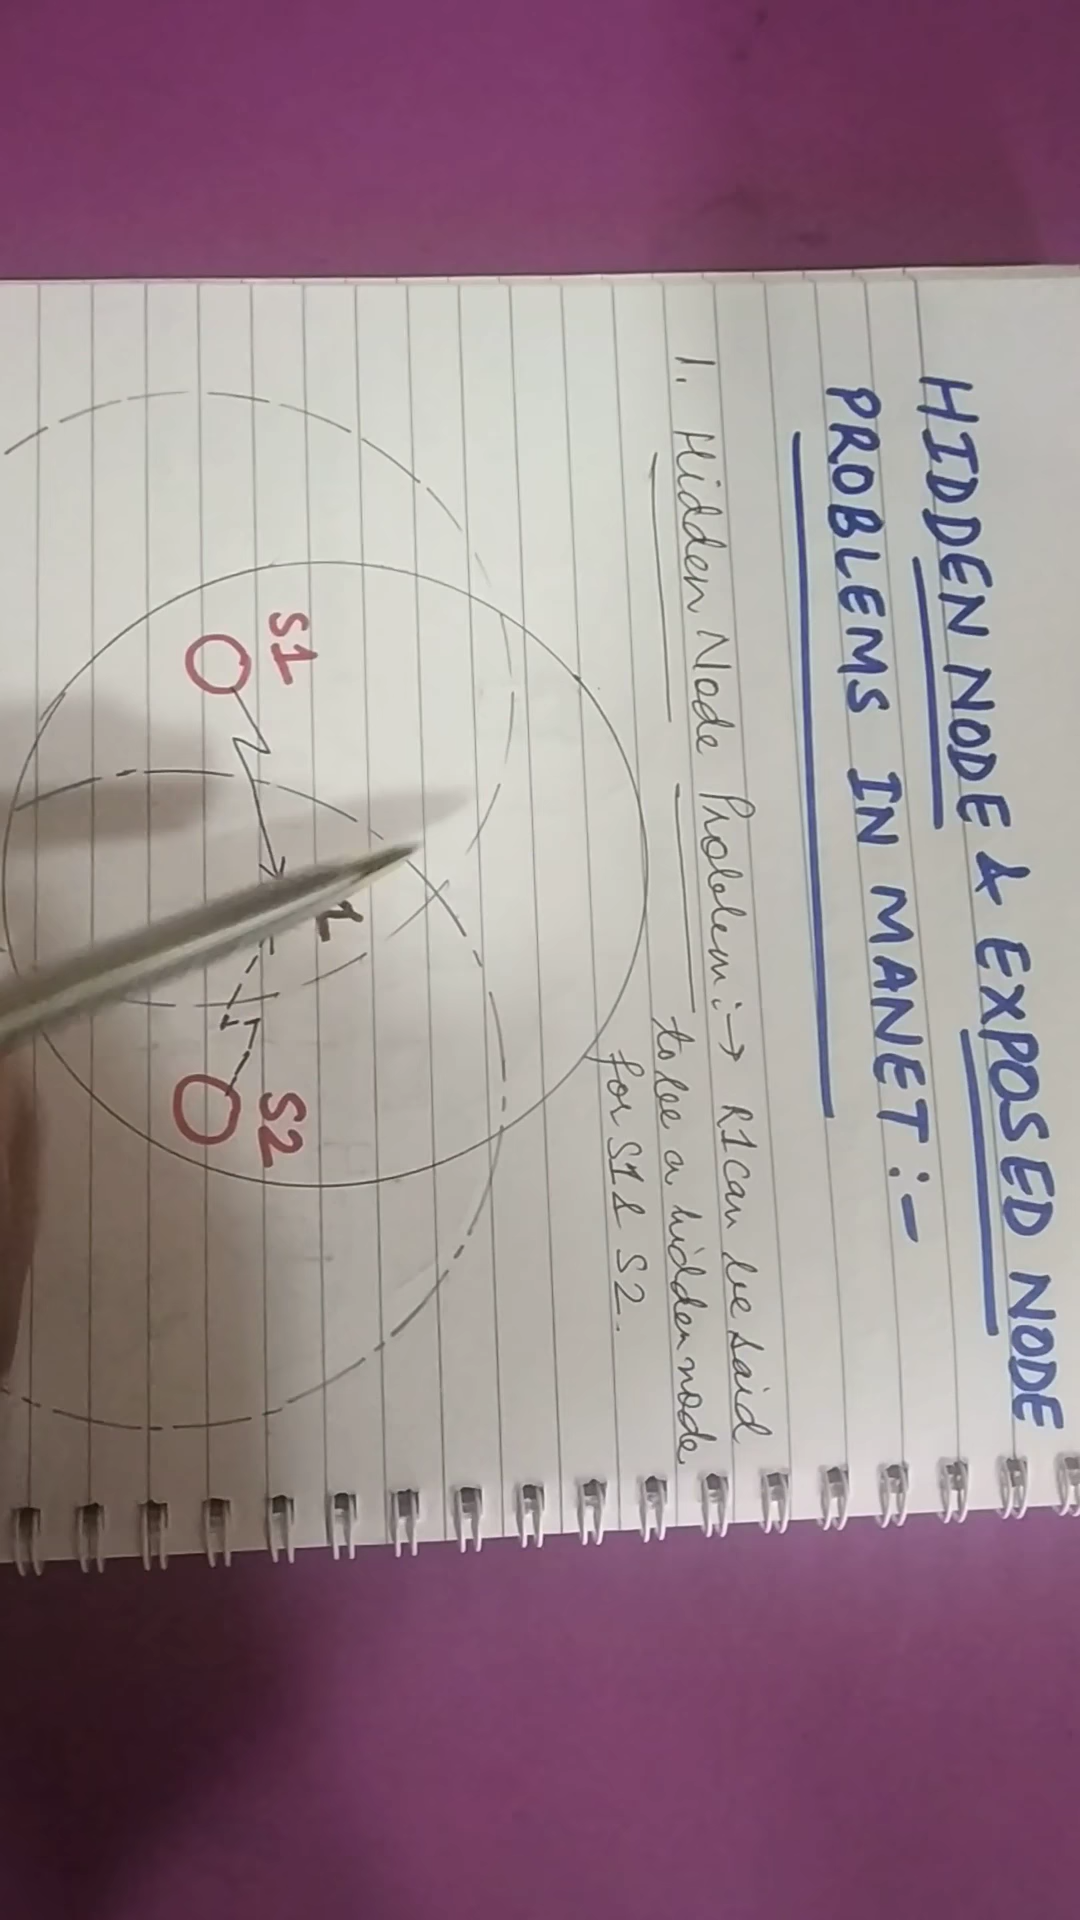 HIDDEN NODE & EXPOSED NODE
PROBLEMS IN MANET :-
1. Hidden Node Problem :→ R1 can be said
to be a hidden node
for S1 & S2.
S1
S2